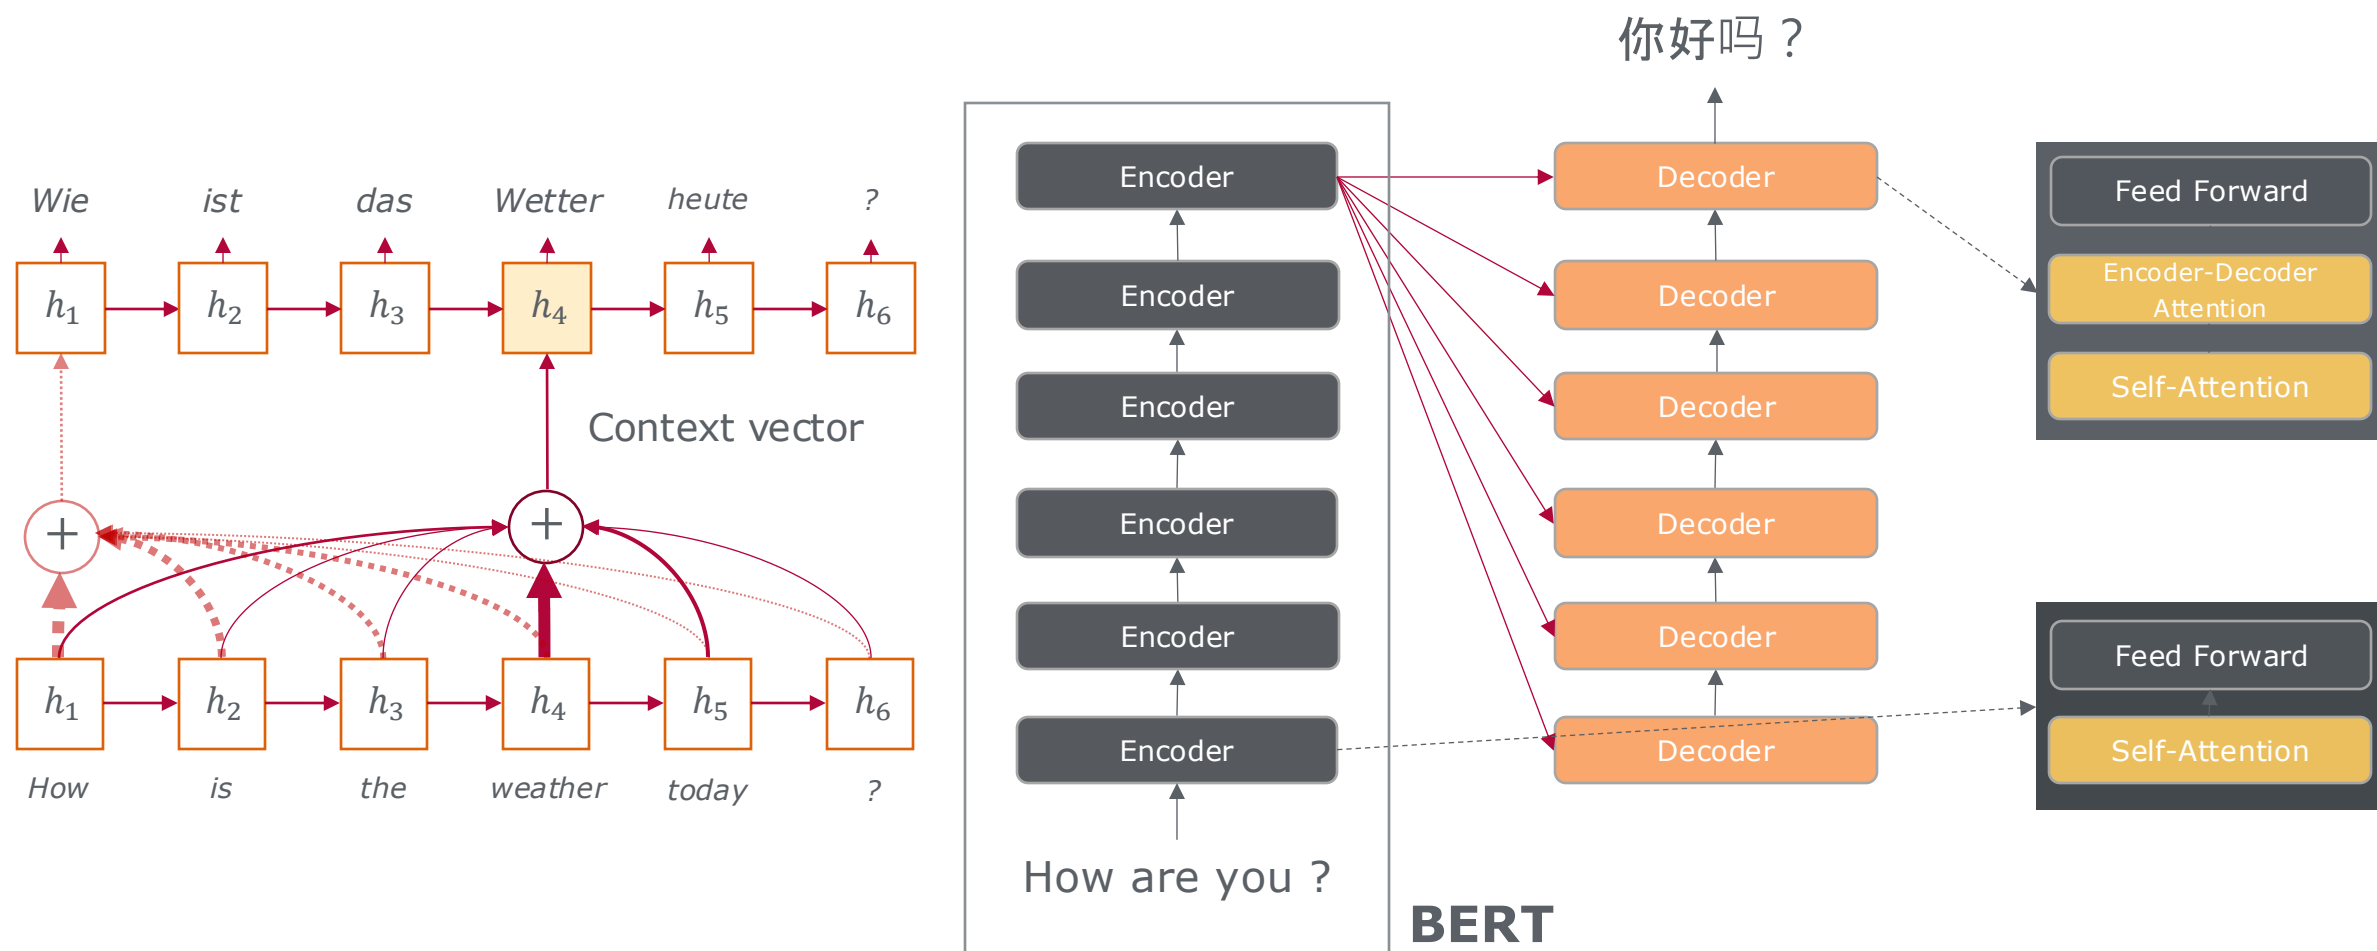 Wie ist das Wetter heute ?
h₁ h₂ h₃ h₄ h₅ h₆
Context vector
+ +
h₁ h₂ h₃ h₄ h₅ h₆
How is the weather today ?
你好吗？
Encoder
Encoder
Encoder
Encoder
Encoder
Encoder
How are you ?
BERT
Decoder
Decoder
Decoder
Decoder
Decoder
Decoder
Feed Forward
Encoder-Decoder
Attention
Self-Attention
Feed Forward
Self-Attention